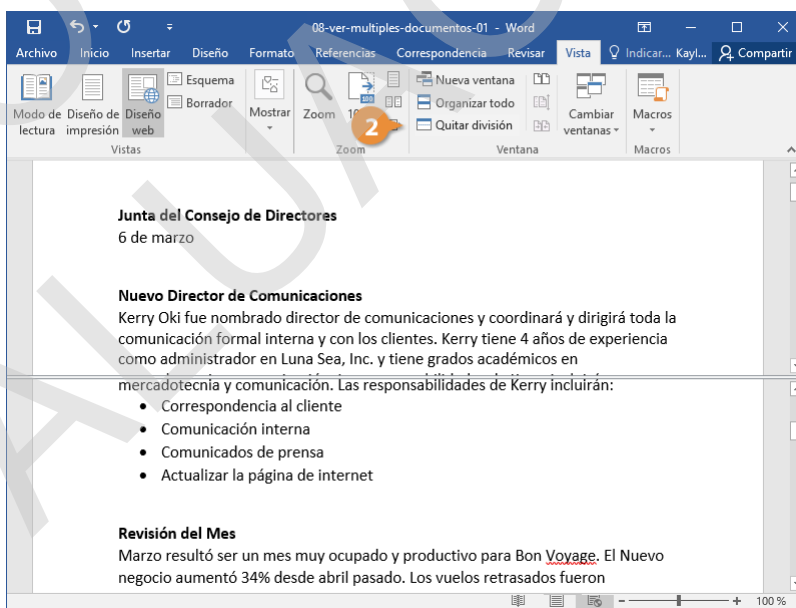 08-ver-multiples-documentos-01 - Word
Archivo Inicio Insertar Diseño Formato Referencias Correspondencia Revisar Vista Indicar... Kayl... Compartir
Modo de lectura
Diseño de impresión
Diseño web
Esquema
Borrador
Vistas
Mostrar
Zoom
Zoom
2
Nueva ventana
Organizar todo
Quitar división
Cambiar ventanas
Ventana
Macros
Macros
Junta del Consejo de Directores
6 de marzo
Nuevo Director de Comunicaciones
Kerry Oki fue nombrado director de comunicaciones y coordinará y dirigirá toda la
comunicación formal interna y con los clientes. Kerry tiene 4 años de experiencia
como administrador en Luna Sea, Inc. y tiene grados académicos en
mercadotecnia y comunicación. Las responsabilidades de Kerry incluirán:
• Correspondencia al cliente
• Comunicación interna
• Comunicados de prensa
• Actualizar la página de internet
Revisión del Mes
Marzo resultó ser un mes muy ocupado y productivo para Bon Voyage. El Nuevo
negocio aumentó 34% desde abril pasado. Los vuelos retrasados fueron
100 %